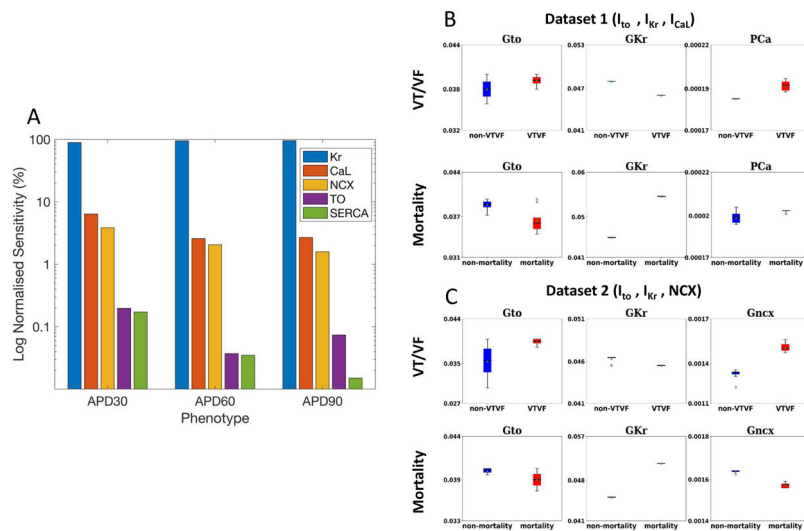 A
100
10
1
0.1
Log Normalised Sensitivity (%)
Kr
CaL
NCX
TO
SERCA
APD30 APD60 APD90
Phenotype
B
Dataset 1 (Ito , IKr , ICaL)
VT/VF
Gto
0.044
0.038
0.032
non-VTVF VTVF
GKr
0.053
0.047
0.041
non-VTVF VTVF
PCa
0.00022
0.00019
0.00017
non-VTVF VTVF
Mortality
Gto
0.044
0.037
0.031
non-mortality mortality
GKr
0.06
0.05
0.041
non-mortality mortality
PCa
0.00022
0.0002
0.00017
non-mortality mortality
C
Dataset 2 (Ito , IKr , NCX)
VT/VF
Gto
0.044
0.035
0.027
non-VTVF VTVF
GKr
0.051
0.046
0.041
non-VTVF VTVF
Gncx
0.0017
0.0014
0.0011
non-VTVF VTVF
Mortality
Gto
0.044
0.039
0.033
non-mortality mortality
GKr
0.057
0.048
0.041
non-mortality mortality
Gncx
0.0018
0.0016
0.0014
non-mortality mortality